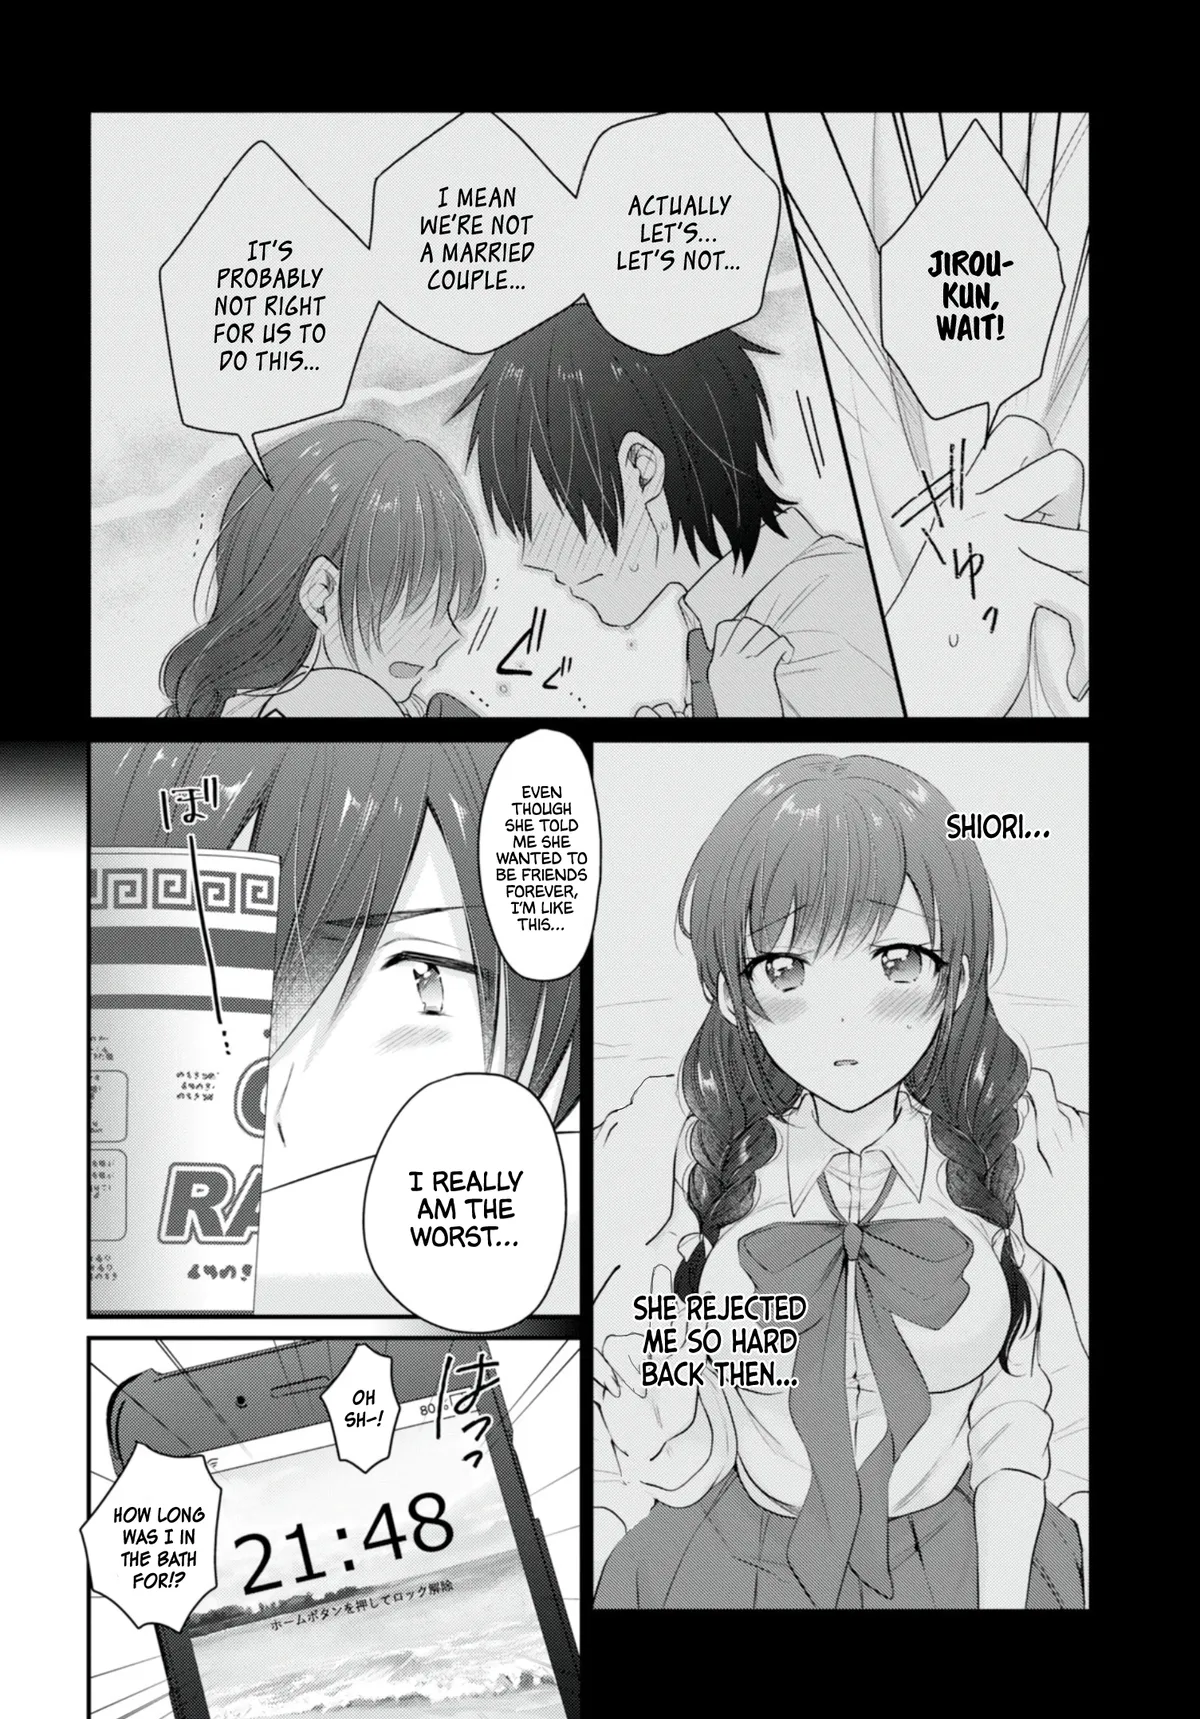 JIROU-
KUN,
WAIT!
ACTUALLY
LET'S...
LET'S NOT...
I MEAN
WE'RE NOT
A MARRIED
COUPLE...
IT'S
PROBABLY
NOT RIGHT
FOR US TO
DO THIS...
ぐぐ
ぎゅっ
SHIORI...
SHE REJECTED
ME SO HARD
BACK THEN...
EVEN
THOUGH
SHE TOLD
ME SHE
WANTED TO
BE FRIENDS
FOREVER,
I'M LIKE
THIS...
ぼー...
RA
I REALLY
AM THE
WORST...
はっ
OH
SH-!
80%
21:48
ホームボタンを押してロック解除
HOW LONG
WAS I IN
THE BATH
FOR!?